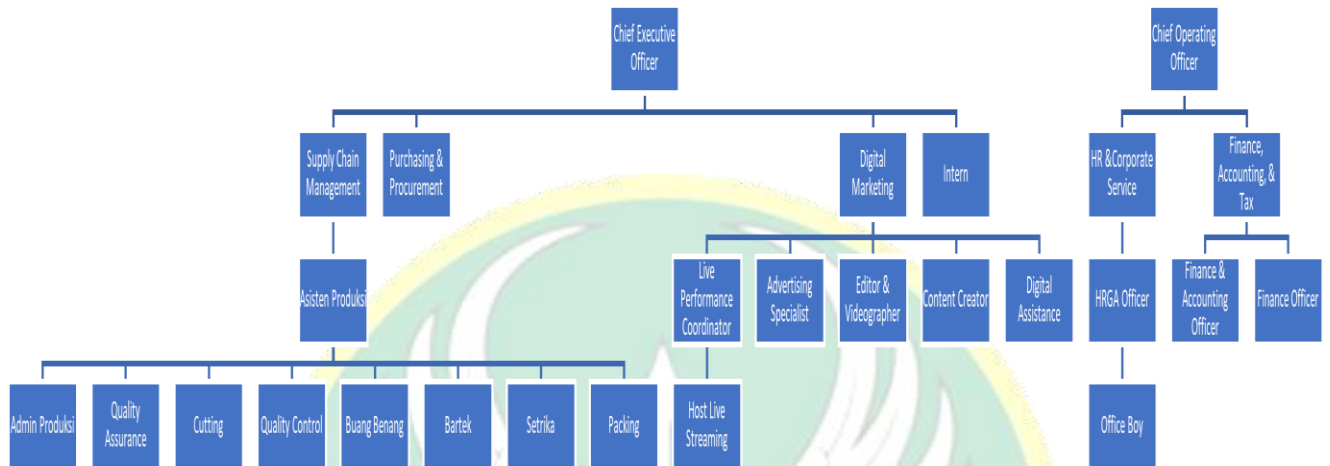 Chief Executive
Officer
Chief Operating
Officer
Supply Chain
Management
Purchasing &
Procurement
Digital
Marketing
Intern
HR &Corporate
Service
Finance,
Accounting, &
Tax
Asisten Produksi
Live
Performance
Coordinator
Advertising
Specialist
Editor &
Videographer
Content Creator
Digital
Assistance
HRGA Officer
Finance &
Accounting
Officer
Finance Officer
Admin Produksi
Quality
Assurance
Cutting
Quality Control
Buang Benang
Bartek
Setrika
Packing
Host Live
Streaming
Office Boy